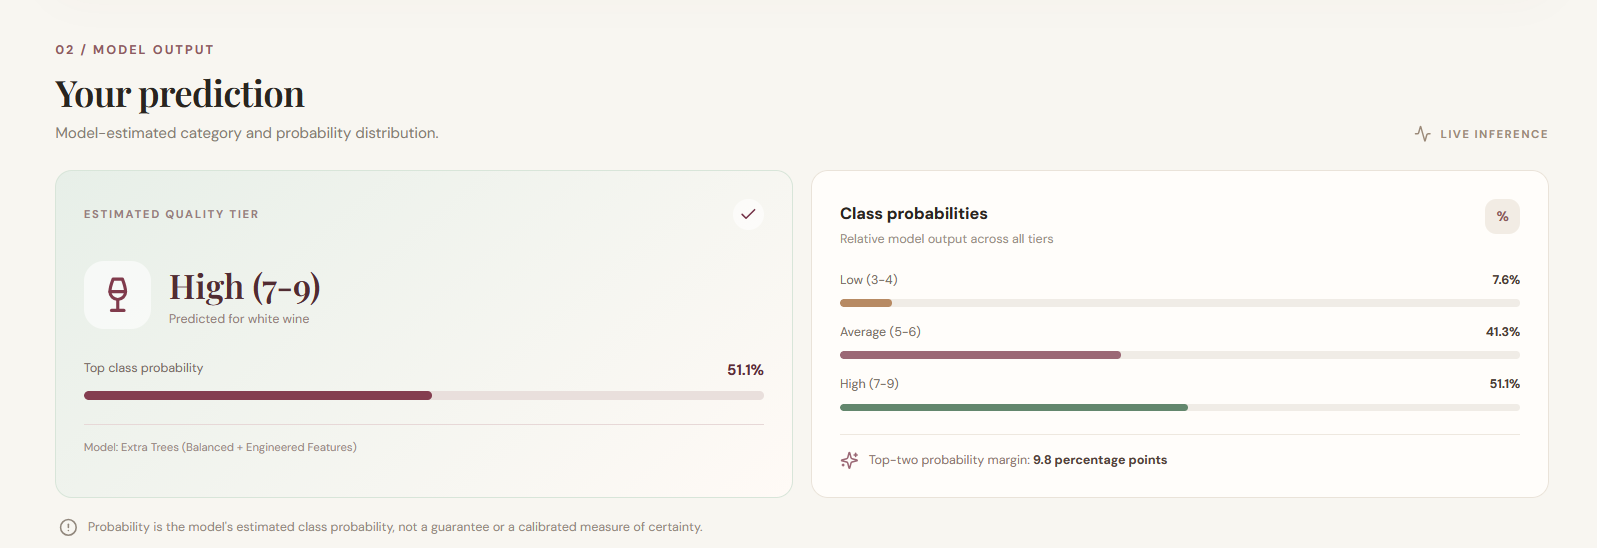 02 / MODEL OUTPUT
Your prediction
Model-estimated category and probability distribution.
LIVE INFERENCE
ESTIMATED QUALITY TIER
High (7-9)
Predicted for white wine
Top class probability
51.1%
Model: Extra Trees (Balanced + Engineered Features)
Class probabilities
%
Relative model output across all tiers
Low (3-4)
7.6%
Average (5-6)
41.3%
High (7-9)
51.1%
Top-two probability margin: 9.8 percentage points
Probability is the model's estimated class probability, not a guarantee or a calibrated measure of certainty.